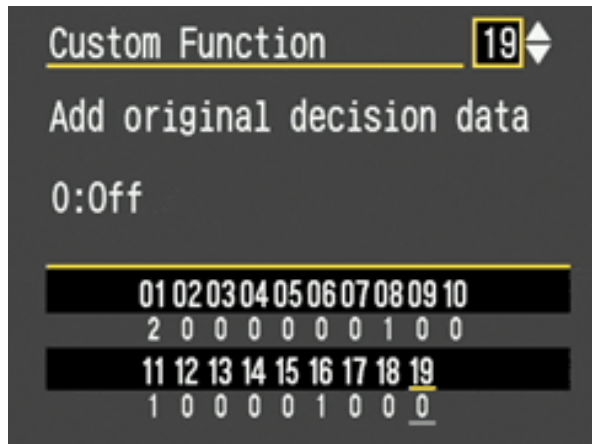 Custom Function 19
Add original decision data
0:Off
01 02 03 04 05 06 07 08 09 10
2 0 0 0 0 0 0 1 0 0
11 12 13 14 15 16 17 18 19
1 0 0 0 0 1 0 0 0